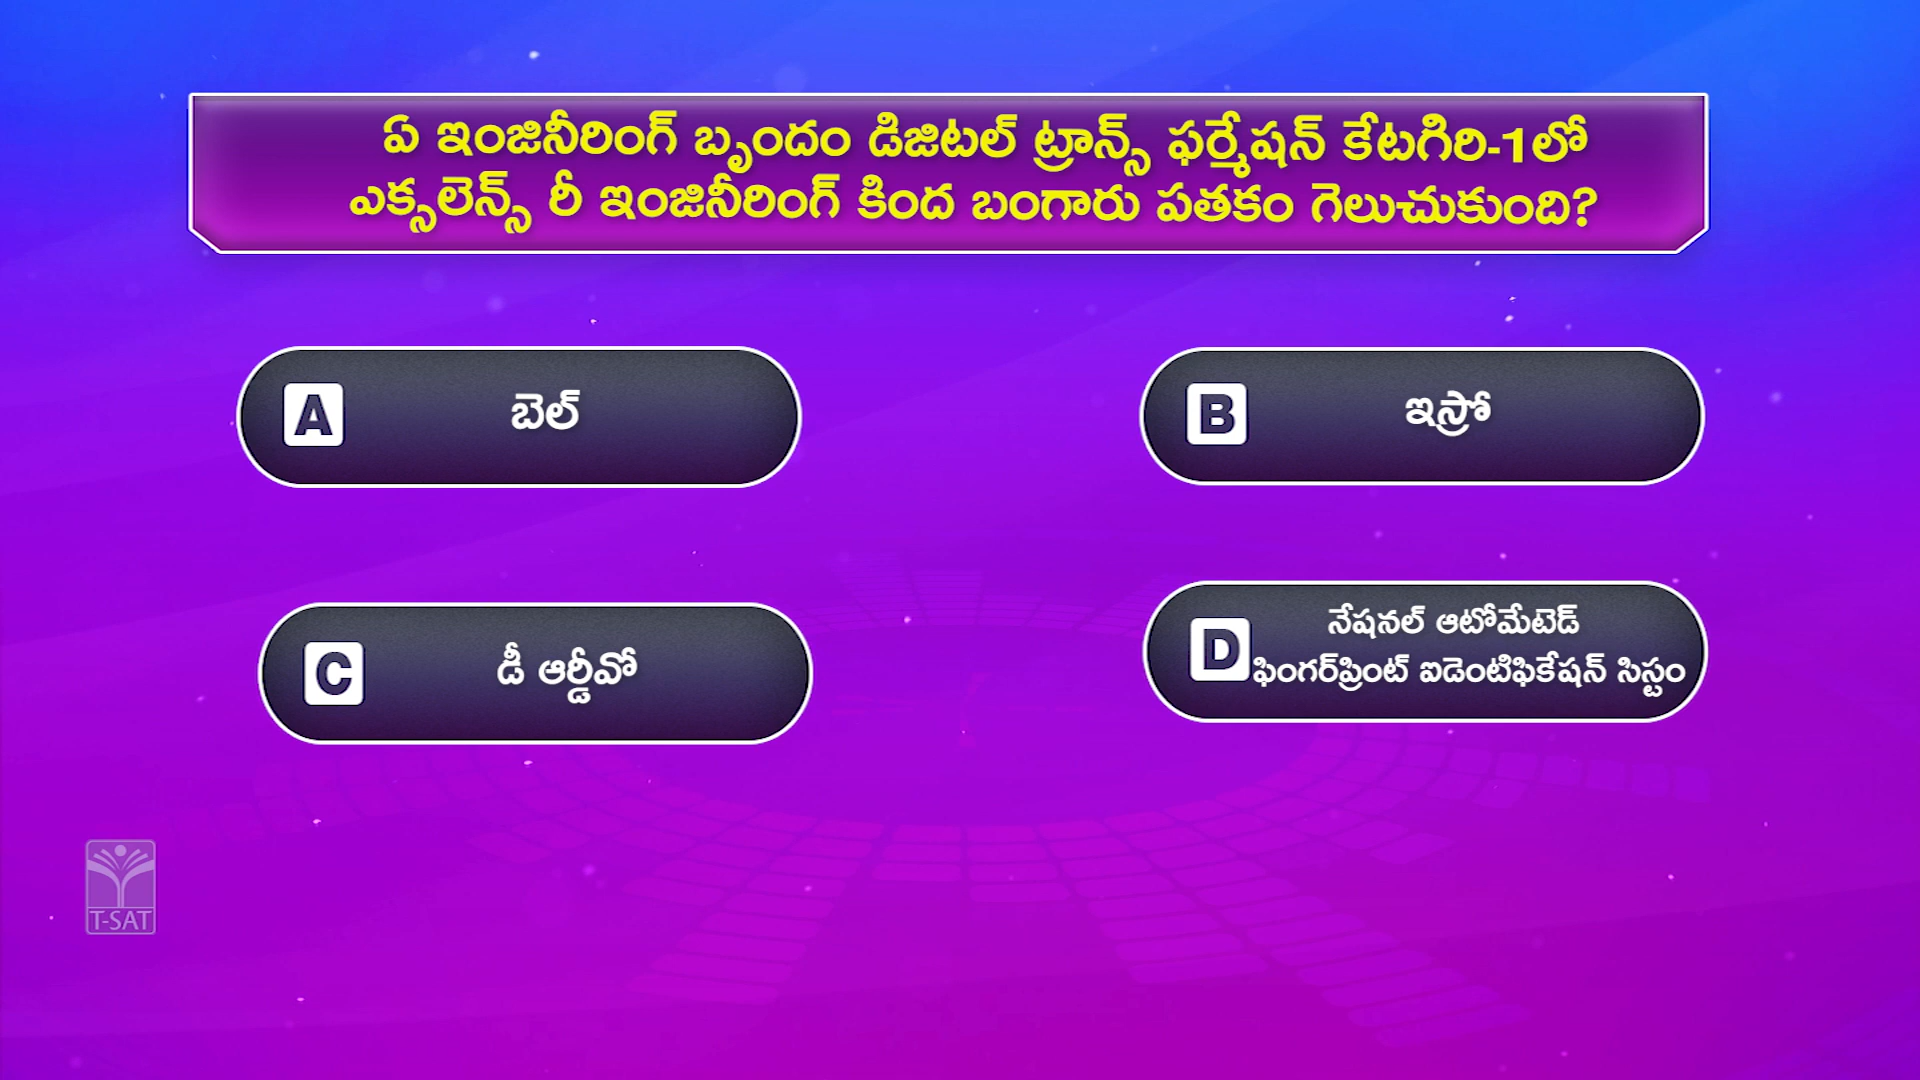 ఏ ఇంజినీరింగ్ బృందం డిజిటల్ ట్రాన్స్ ఫర్మేషన్ కేటగిరి-1లో
ఎక్సలెన్స్ రీ ఇంజినీరింగ్ కింద బంగారు పతకం గెలుచుకుంది?
A బెల్
B ఇస్రో
C డీ ఆర్డీవో
D నేషనల్ ఆటోమేటెడ్
ఫింగర్‌ప్రింట్ ఐడెంటిఫికేషన్ సిస్టం
T-SAT